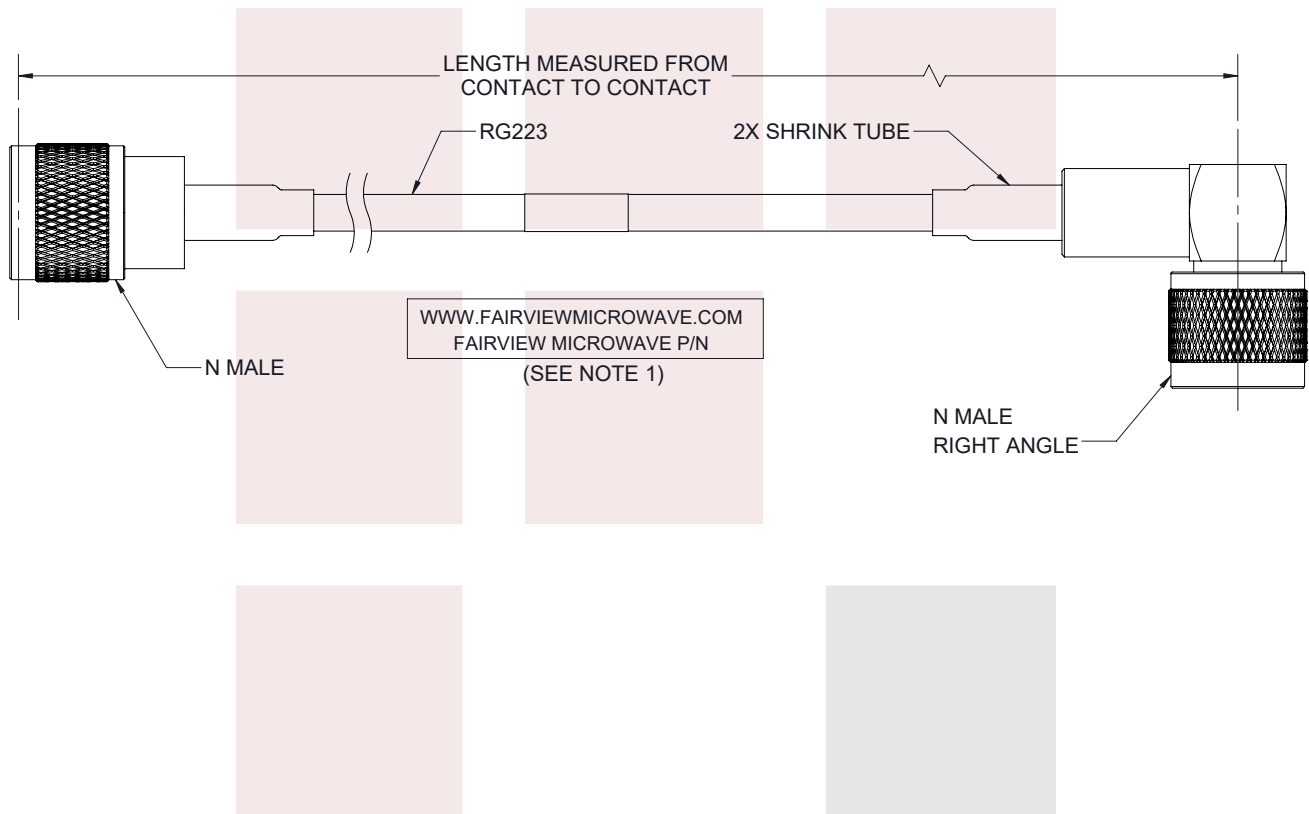 LENGTH MEASURED FROM
CONTACT TO CONTACT
RG223
2X SHRINK TUBE
WWW.FAIRVIEWMICROWAVE.COM
FAIRVIEW MICROWAVE P/N
(SEE NOTE 1)
N MALE
N MALE
RIGHT ANGLE